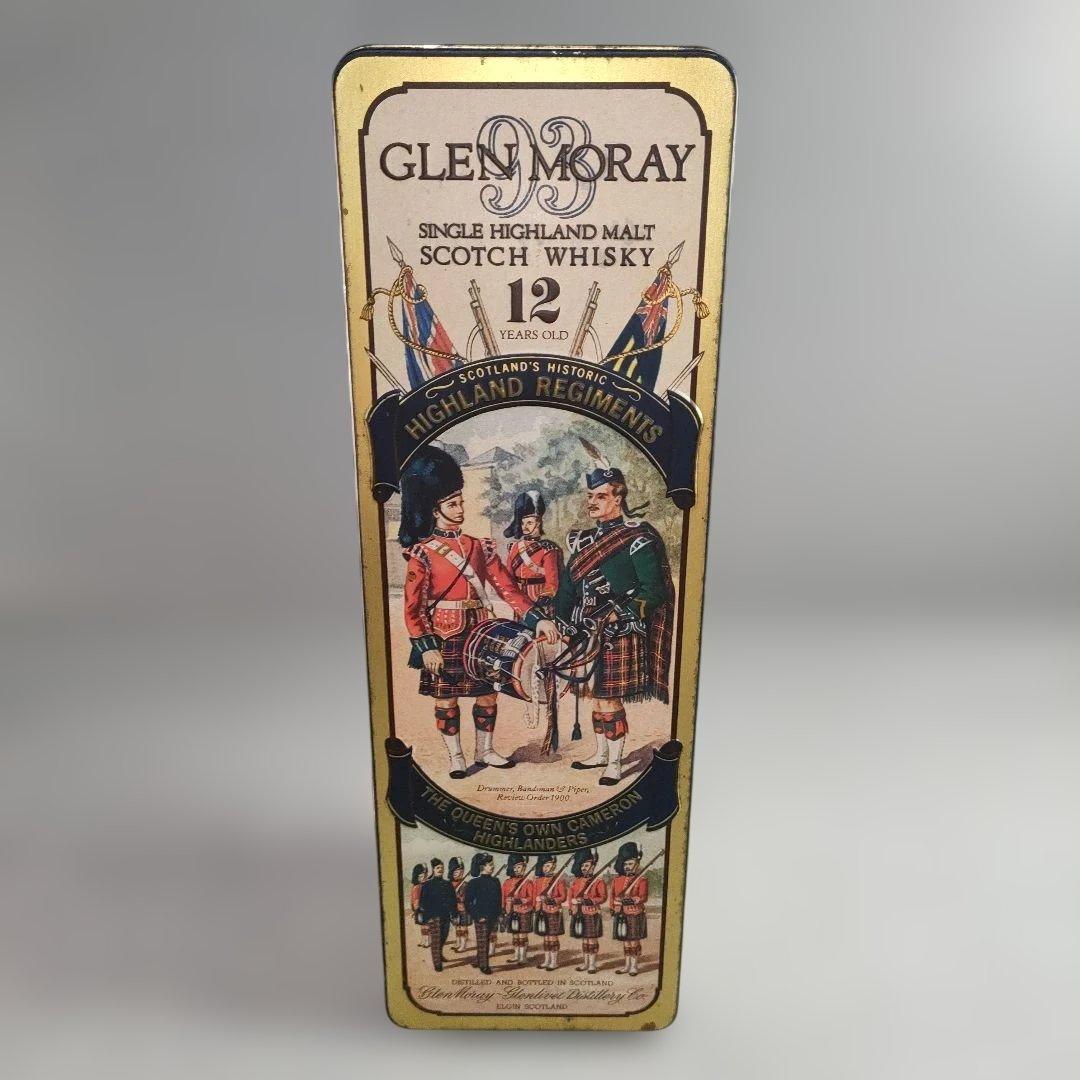 93
GLEN MORAY
SINGLE HIGHLAND MALT
SCOTCH WHISKY
12
YEARS OLD
SCOTLAND'S HISTORIC
HIGHLAND REGIMENTS
Drummer, Bandsman & Piper,
Review Order 1900
THE QUEEN'S OWN CAMERON
HIGHLANDERS
DISTILLED AND BOTTLED IN SCOTLAND
Glen Moray-Glenlivet Distillery Co.
ELGIN SCOTLAND